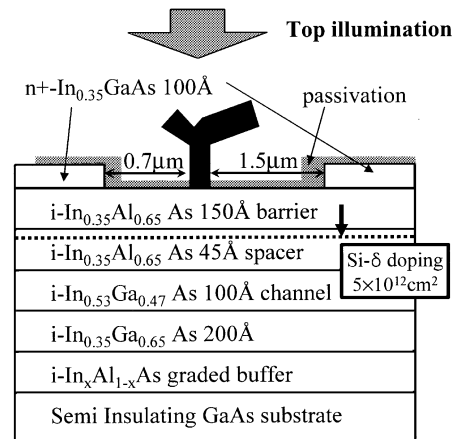 Top illumination
n+-In0.35GaAs 100Å
passivation
0.7μm
1.5μm
i-In0.35Al0.65 As 150Å barrier
i-In0.35Al0.65 As 45Å spacer
Si-δ doping
5×10¹²cm²
i-In0.53Ga0.47 As 100Å channel
i-In0.35Ga0.65 As 200Å
i-InxAl1-xAs graded buffer
Semi Insulating GaAs substrate